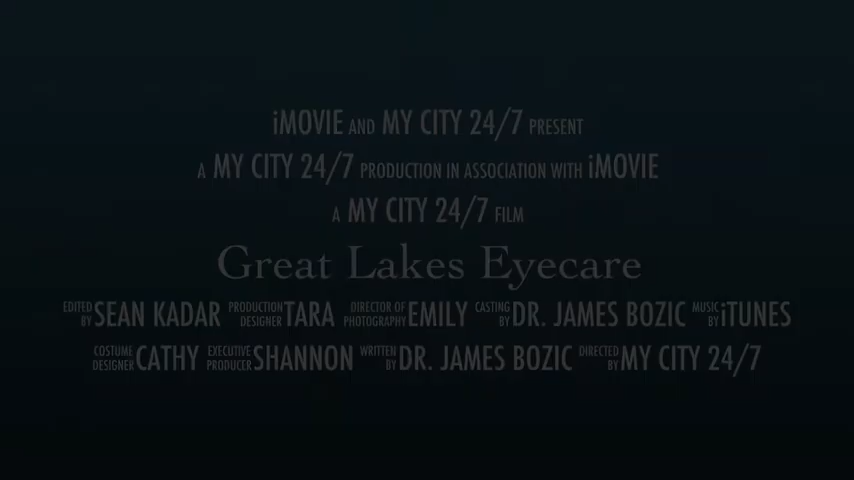 iMOVIE AND MY CITY 24/7 PRESENT
A MY CITY 24/7 PRODUCTION IN ASSOCIATION WITH iMOVIE
A MY CITY 24/7 FILM
Great Lakes Eyecare
EDITED BY SEAN KADAR PRODUCTION DESIGNER TARA DIRECTOR OF PHOTOGRAPHY EMILY CASTING BY DR. JAMES BOZIC MUSIC BY iTUNES
COSTUME DESIGNER CATHY EXECUTIVE PRODUCER SHANNON WRITTEN BY DR. JAMES BOZIC DIRECTED BY MY CITY 24/7